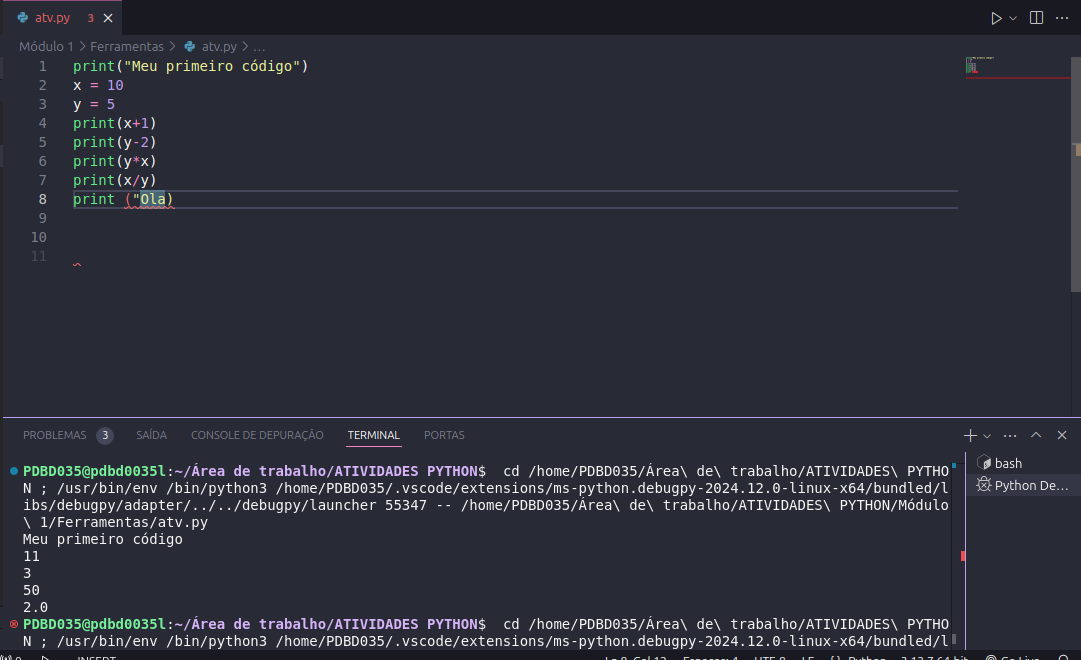 atv.py 3
Módulo 1 > Ferramentas > atv.py > ...
1 print("Meu primeiro código")
2 x = 10
3 y = 5
4 print(x+1)
5 print(y-2)
6 print(y*x)
7 print(x/y)
8 print ("Ola)
9
10
11
PROBLEMAS 3 SAÍDA CONSOLE DE DEPURAÇÃO TERMINAL PORTAS
PDBD035@pdbd0035l:~/Área de trabalho/ATIVIDADES PYTHON$ cd /home/PDBD035/Área\ de\ trabalho/ATIVIDADES\ PYTHO
N ; /usr/bin/env /bin/python3 /home/PDBD035/.vscode/extensions/ms-python.debugpy-2024.12.0-linux-x64/bundled/l
ibs/debugpy/adapter/../../debugpy/launcher 55347 -- /home/PDBD035/Área\ de\ trabalho/ATIVIDADES\ PYTHON/Módulo
\ 1/Ferramentas/atv.py
Meu primeiro código
11
3
50
2.0
PDBD035@pdbd0035l:~/Área de trabalho/ATIVIDADES PYTHON$ cd /home/PDBD035/Área\ de\ trabalho/ATIVIDADES\ PYTHO
N ; /usr/bin/env /bin/python3 /home/PDBD035/.vscode/extensions/ms-python.debugpy-2024.12.0-linux-x64/bundled/l
bash
Python De...